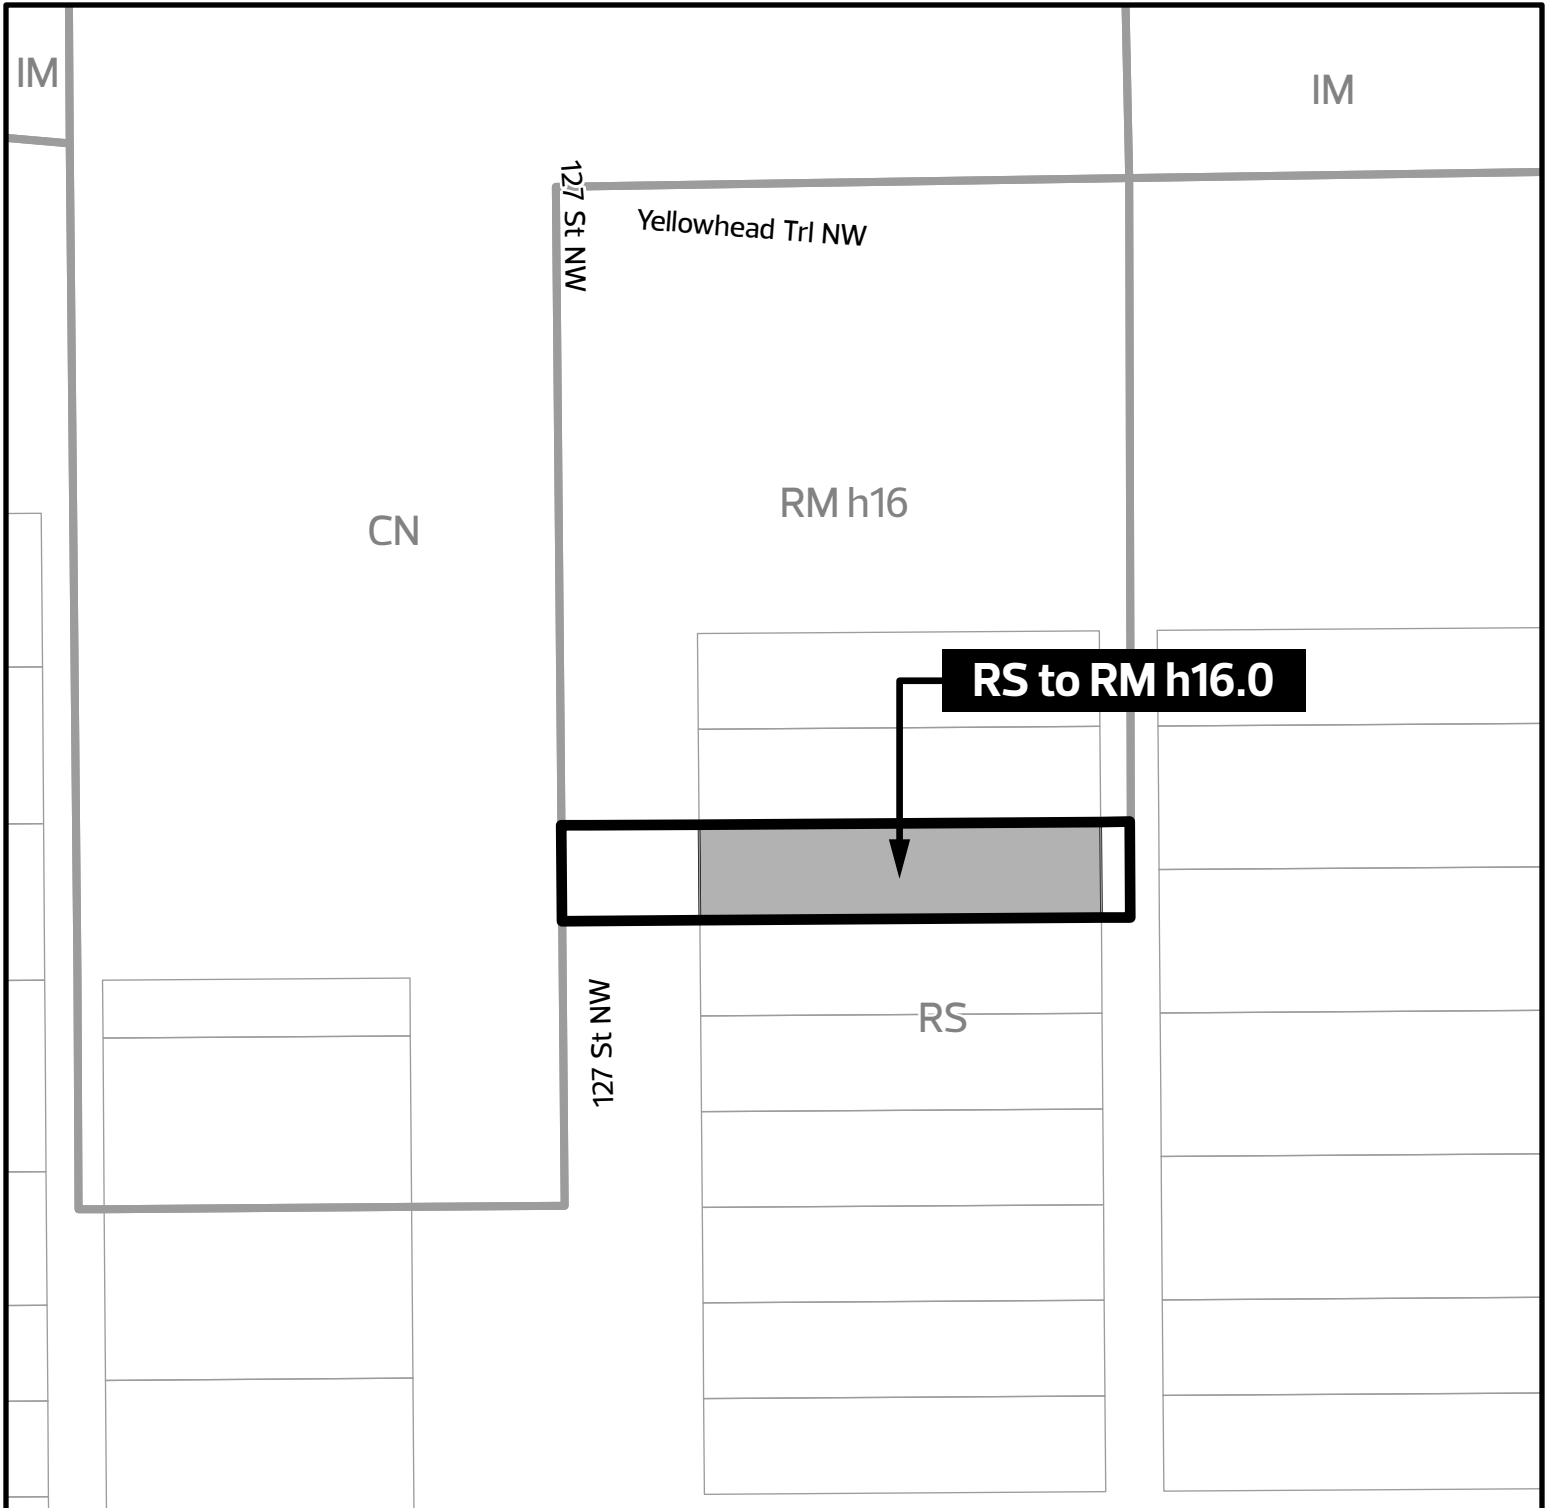 IM
IM
127 St NW
Yellowhead Trl NW
RM h16
CN
RS to RM h16.0
127 St NW
RS